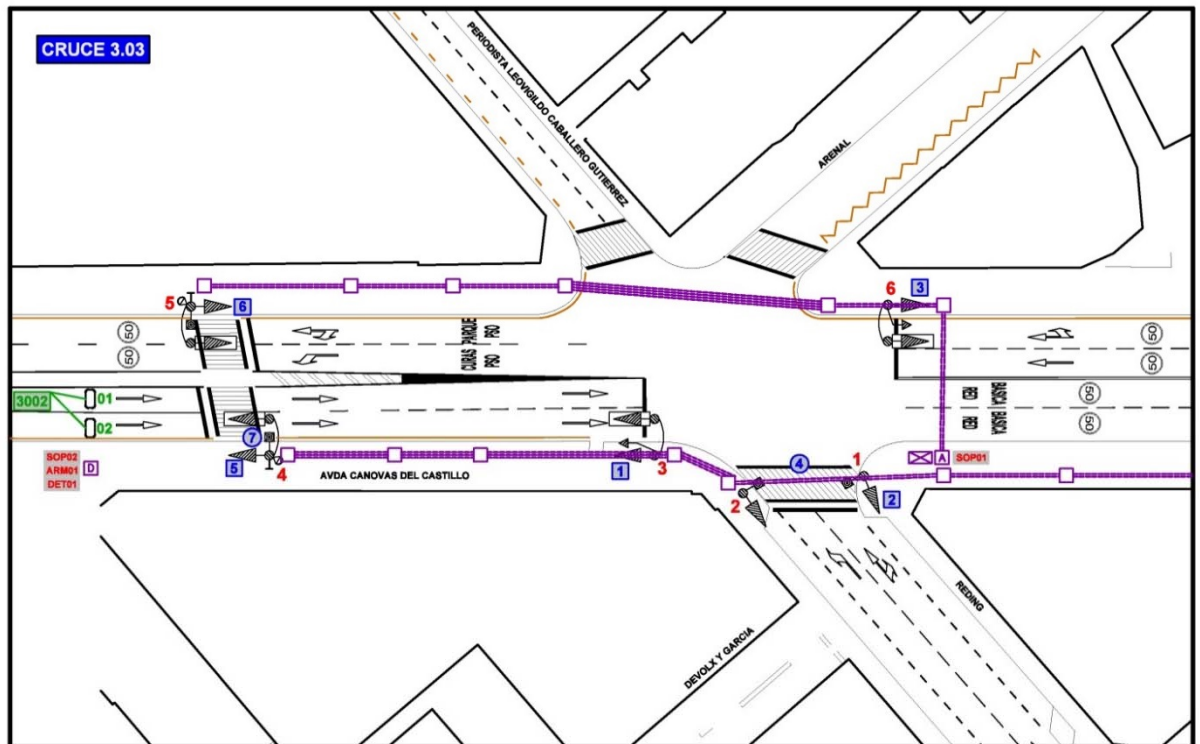 CRUCE 3.03
PERIODISTA LEOVIGILDO CABALLERO GUTIERREZ
ARENAL
5
6
6
3
50
50
CURAS PARQUE
PSO PSO
50
50
3002
01
02
7
RED RED
BASICA BASICA
50
50
SOP02
ARM01
DET01
D
5
4
AVDA CANOVAS DEL CASTILLO
1
3
4
1
2
2
A
SOP01
REDING
DEVOLX Y GARCIA